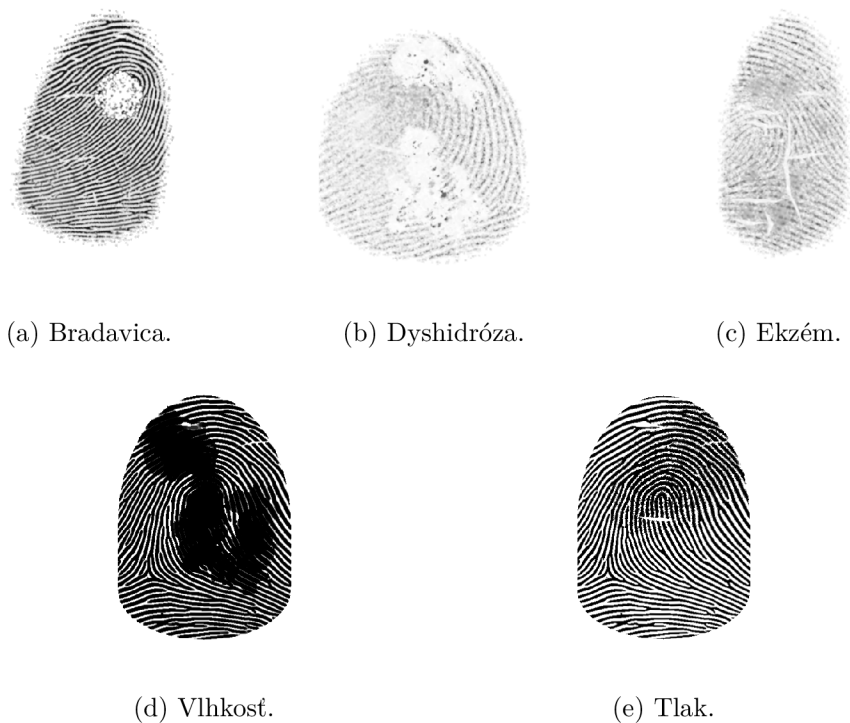 (a) Bradavica.
(b) Dyshidróza.
(c) Ekzém.
(d) Vlhkosť.
(e) Tlak.